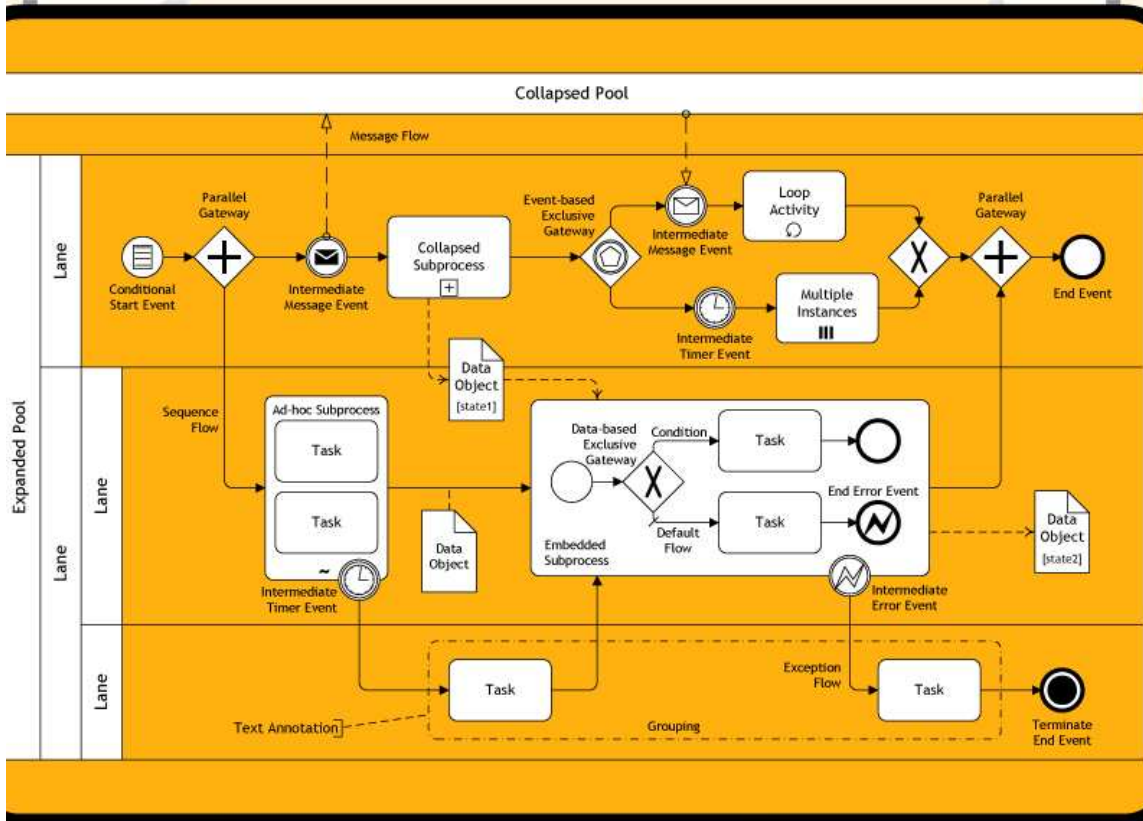 Collapsed Pool
Message Flow
Expanded Pool
Lane
Parallel
Gateway
Conditional
Start Event
Intermediate
Message Event
Collapsed
Subprocess
Event-based
Exclusive
Gateway
Intermediate
Message Event
Loop
Activity
Intermediate
Timer Event
Multiple
Instances
Parallel
Gateway
End Event
Lane
Lane
Sequence
Flow
Ad-hoc Subprocess
Task
Task
Intermediate
Timer Event
Data
Object
[state1]
Data
Object
Data-based
Exclusive
Gateway
Condition
Task
Default
Flow
Task
End Error Event
Embedded
Subprocess
Intermediate
Error Event
Data
Object
[state2]
Lane
Task
Text Annotation
Grouping
Exception
Flow
Task
Terminate
End Event